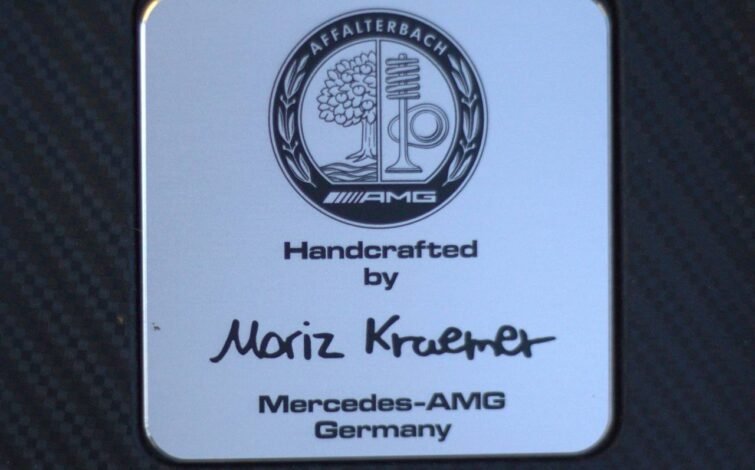 AFFALTERBACH
AMG
Handcrafted
by
Moriz Kraemer
Mercedes-AMG
Germany